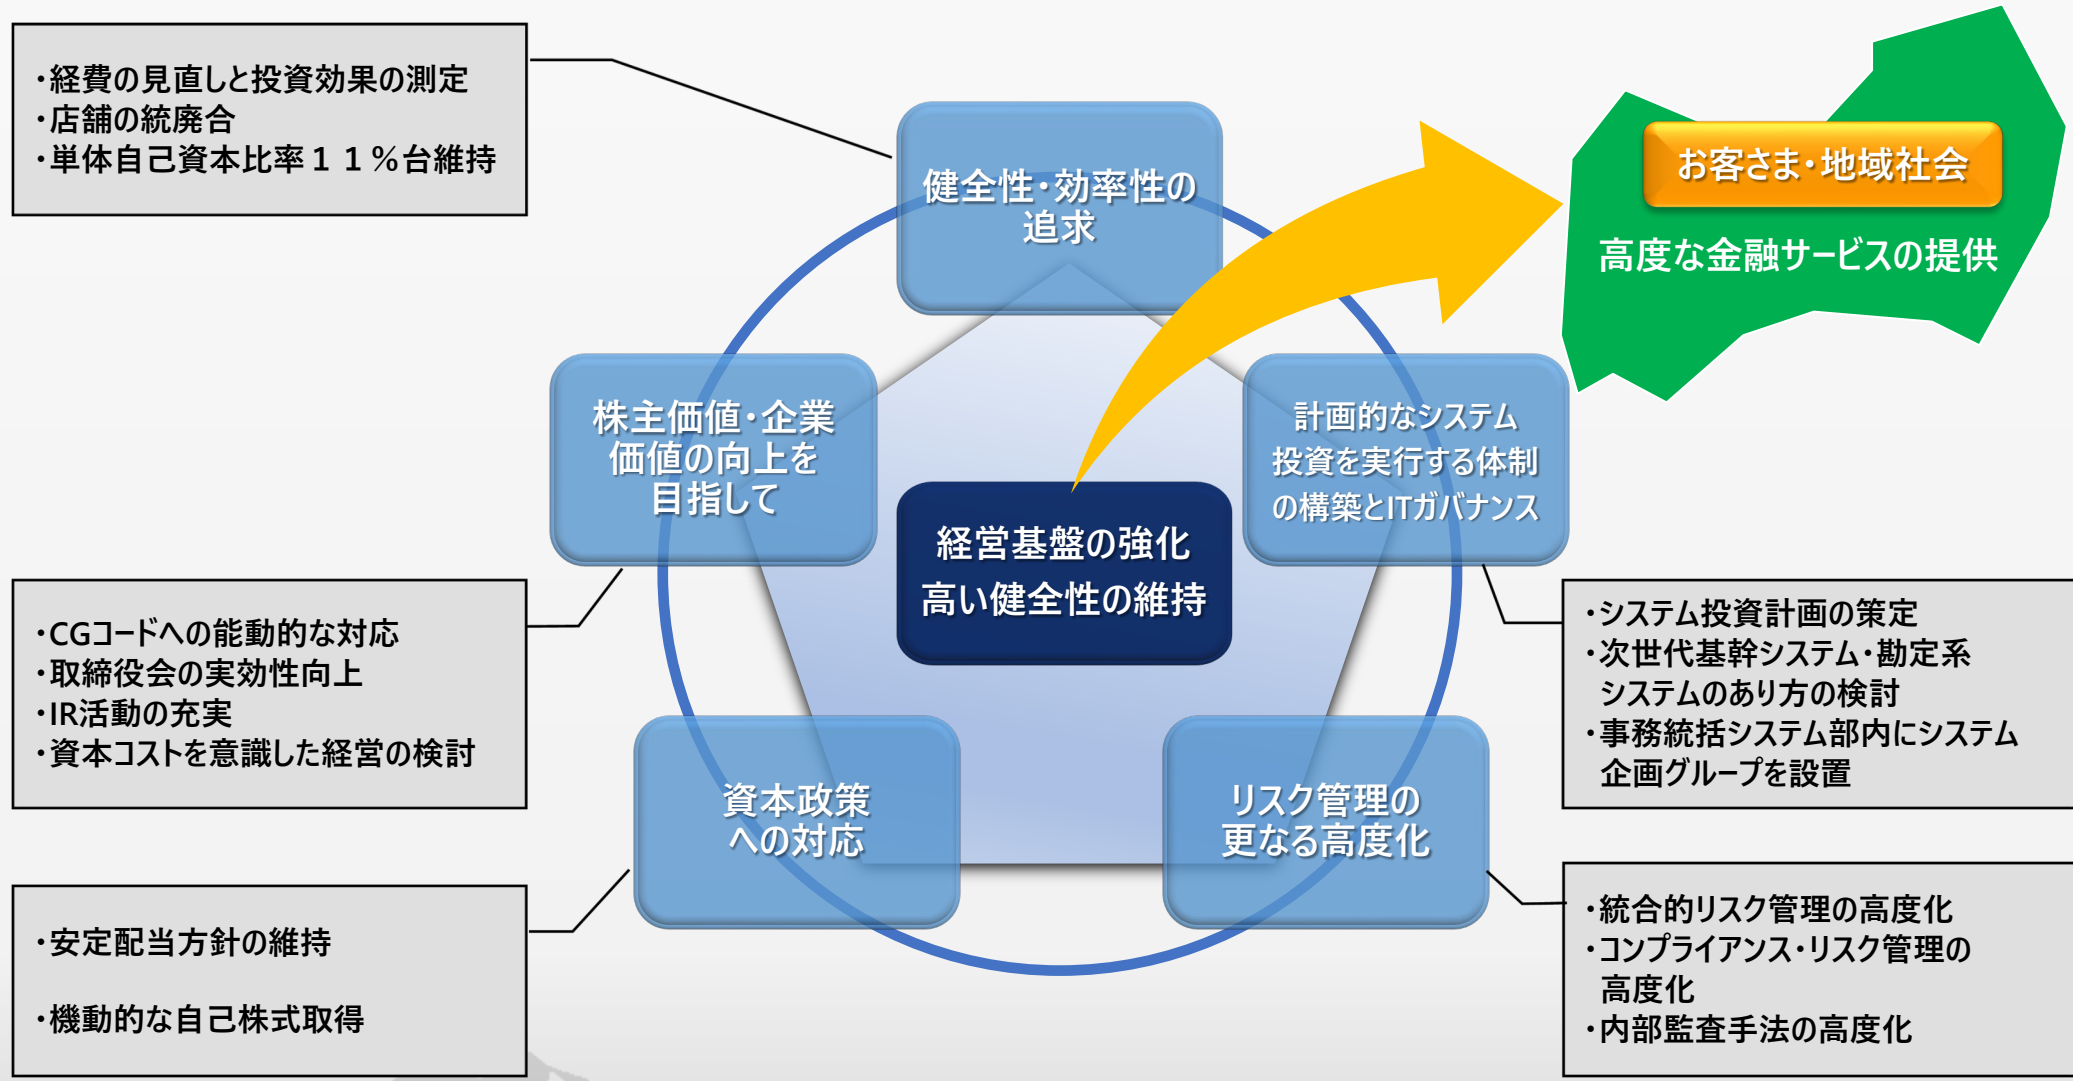 ・経費の見直しと投資効果の測定
・店舗の統廃合
・単体自己資本比率１１％台維持
健全性・効率性の
追求
お客さま・地域社会
高度な金融サービスの提供
株主価値・企業
価値の向上を
目指して
計画的なシステム
投資を実行する体制
の構築とITガバナンス
経営基盤の強化
高い健全性の維持
・CGコードへの能動的な対応
・取締役会の実効性向上
・IR活動の充実
・資本コストを意識した経営の検討
・システム投資計画の策定
・次世代基幹システム・勘定系
システムのあり方の検討
・事務統括システム部内にシステム
企画グループを設置
資本政策
への対応
リスク管理の
更なる高度化
・安定配当方針の維持
・機動的な自己株式取得
・統合的リスク管理の高度化
・コンプライアンス・リスク管理の
高度化
・内部監査手法の高度化